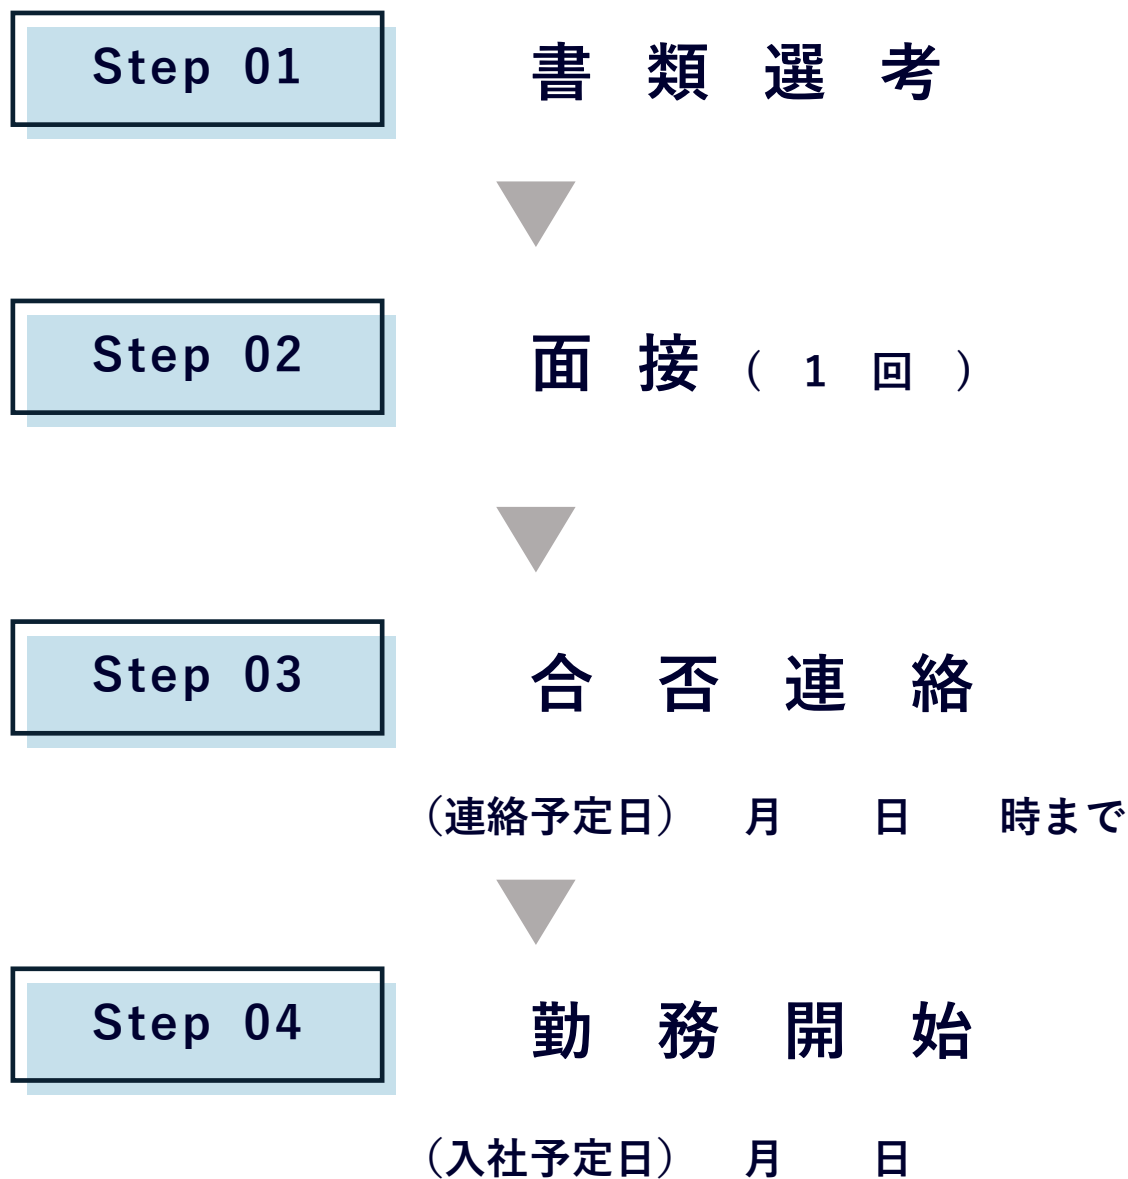 Step 01 書類選考
Step 02 面接（1回）
Step 03 合否連絡
（連絡予定日） 月 日 時まで
Step 04 勤務開始
（入社予定日） 月 日